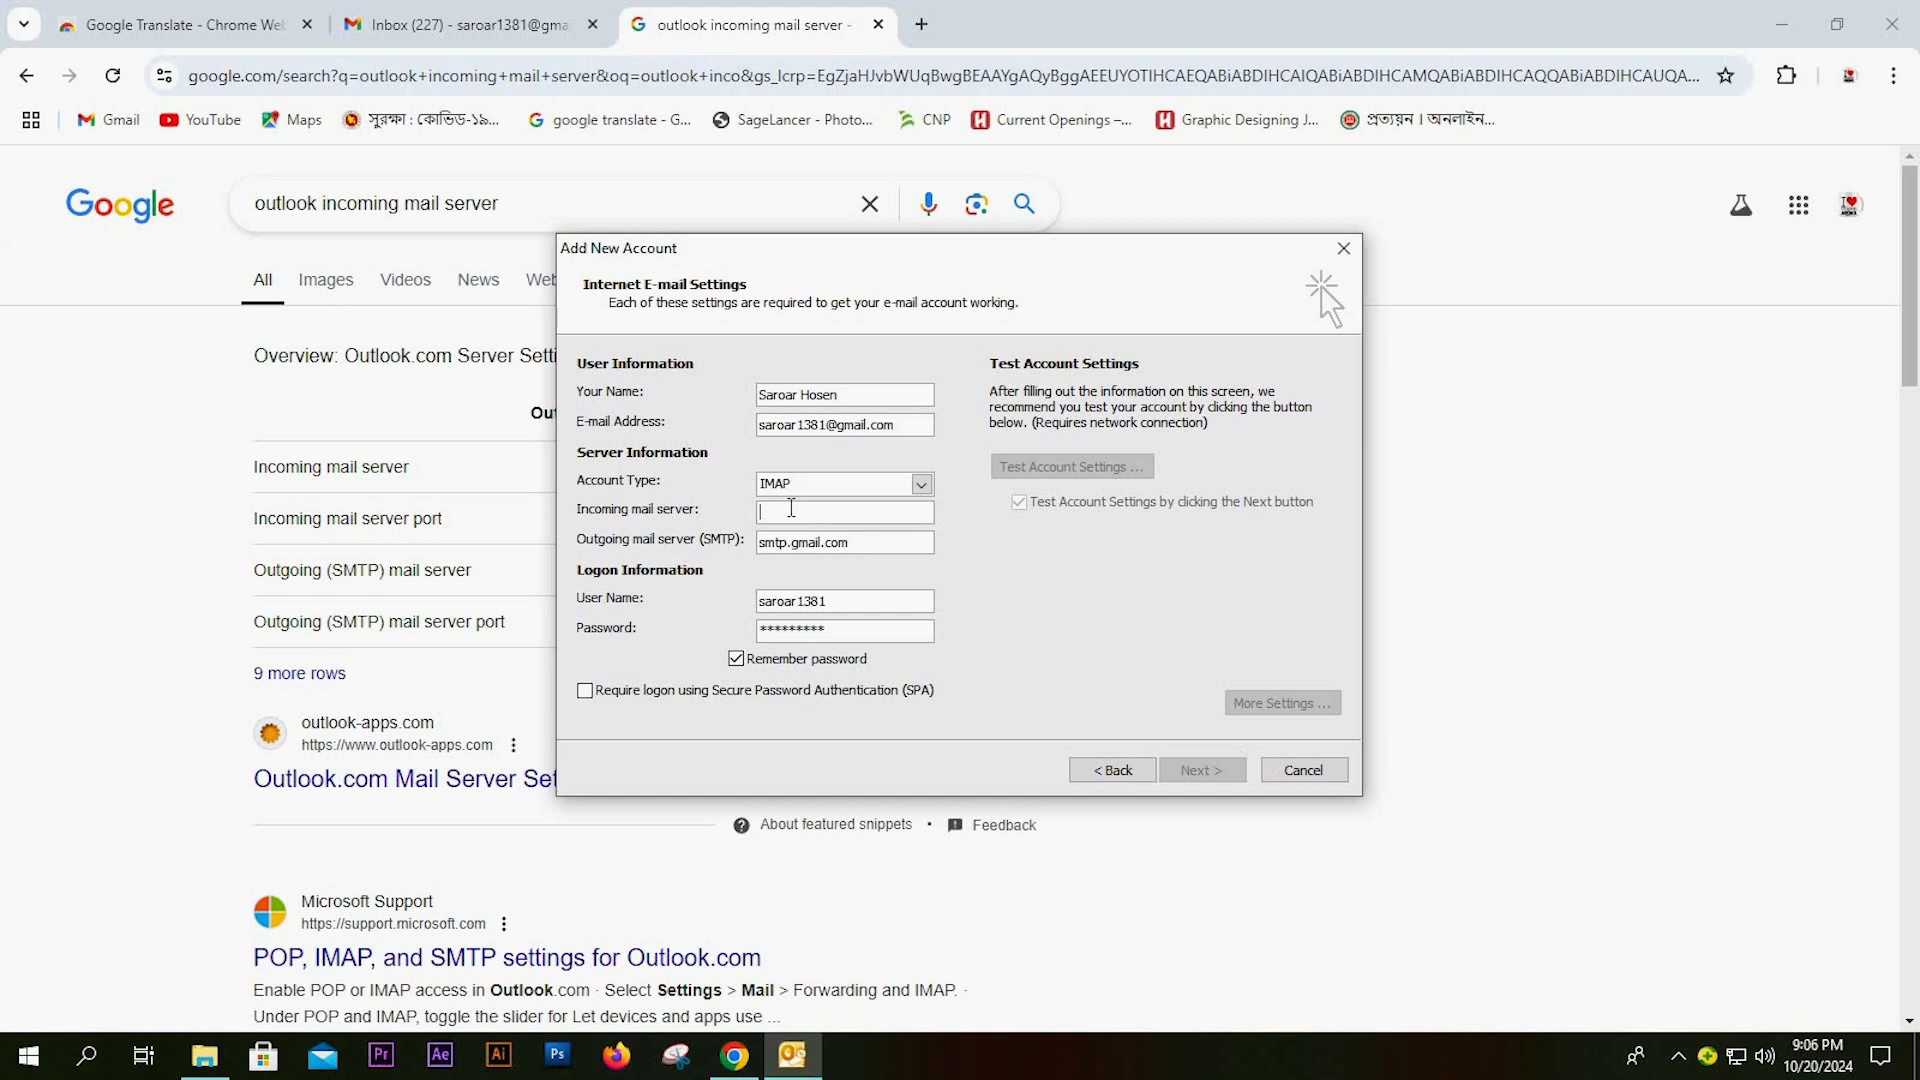 Google Translate - Chrome Web
Inbox (227) - saroar1381@gma
outlook incoming mail server -
google.com/search?q=outlook+incoming+mail+server&oq=outlook+inco&gs_lcrp=EgZjaHJvbWUqBwgBEAAYgAQyBggAEEUYOTIHCAEQABiABDIHCAIQABiABDIHCAMQABiABDIHCAQQABiABDIHCAUQA...
Gmail
YouTube
Maps
সুরক্ষা : কোভিড-১৯...
google translate - G...
SageLancer - Photo...
CNP
Current Openings –...
Graphic Designing J...
প্রত্যয়ন । অনলাইন...
Google
outlook incoming mail server
All
Images
Videos
News
Web
Overview: Outlook.com Server Setti
Out
Incoming mail server
Incoming mail server port
Outgoing (SMTP) mail server
Outgoing (SMTP) mail server port
9 more rows
outlook-apps.com
https://www.outlook-apps.com
Outlook.com Mail Server Set
About featured snippets
Feedback
Microsoft Support
https://support.microsoft.com
POP, IMAP, and SMTP settings for Outlook.com
Enable POP or IMAP access in Outlook.com · Select Settings > Mail > Forwarding and IMAP. ·
Under POP and IMAP, toggle the slider for Let devices and apps use ...
Add New Account
Internet E-mail Settings
Each of these settings are required to get your e-mail account working.
User Information
Your Name: Saroar Hosen
E-mail Address: saroar1381@gmail.com
Server Information
Account Type: IMAP
Incoming mail server:
Outgoing mail server (SMTP): smtp.gmail.com
Logon Information
User Name: saroar1381
Password: *********
Remember password
Require logon using Secure Password Authentication (SPA)
Test Account Settings
After filling out the information on this screen, we
recommend you test your account by clicking the button
below. (Requires network connection)
Test Account Settings ...
Test Account Settings by clicking the Next button
More Settings ...
< Back
Next >
Cancel
Pr
Ae
Ai
Ps
9:06 PM
10/20/2024